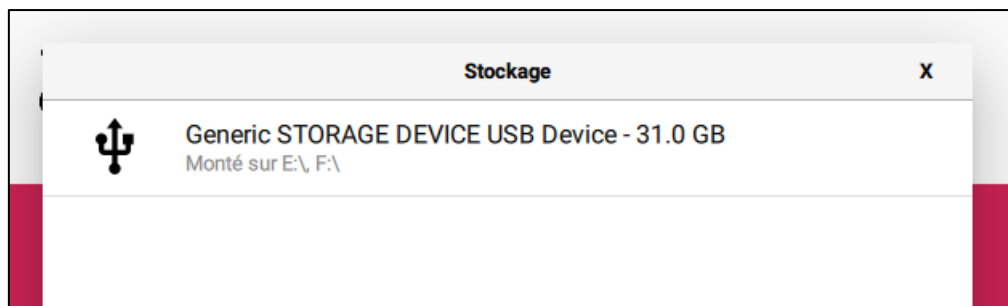 Stockage X
Generic STORAGE DEVICE USB Device - 31.0 GB
Monté sur E:\, F:\